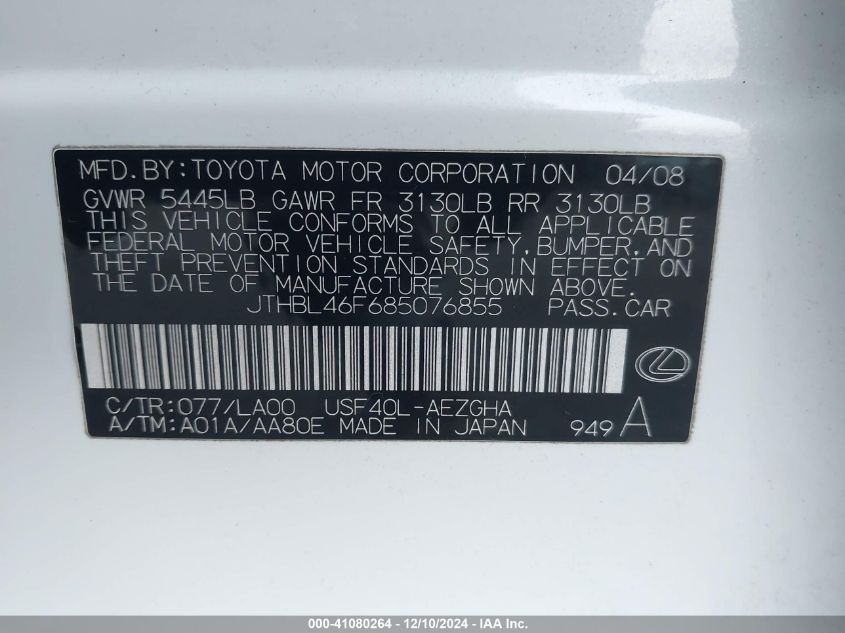 MFD.BY:TOYOTA MOTOR CORPORATION 04/08
GVWR 5445LB GAWR FR 3130LB RR 3130LB
THIS VEHICLE CONFORMS TO ALL APPLICABLE
FEDERAL MOTOR VEHICLE SAFETY,BUMPER,AND
THEFT PREVENTION STANDARDS IN EFFECT ON
THE DATE OF MANUFACTURE SHOWN ABOVE.
JTHBL46F685076855 PASS.CAR
C/TR:077/LA00 USF40L-AEZGHA
A/TM:A01A/AA80E MADE IN JAPAN 949A
000-41080264 - 12/10/2024 - IAA Inc.